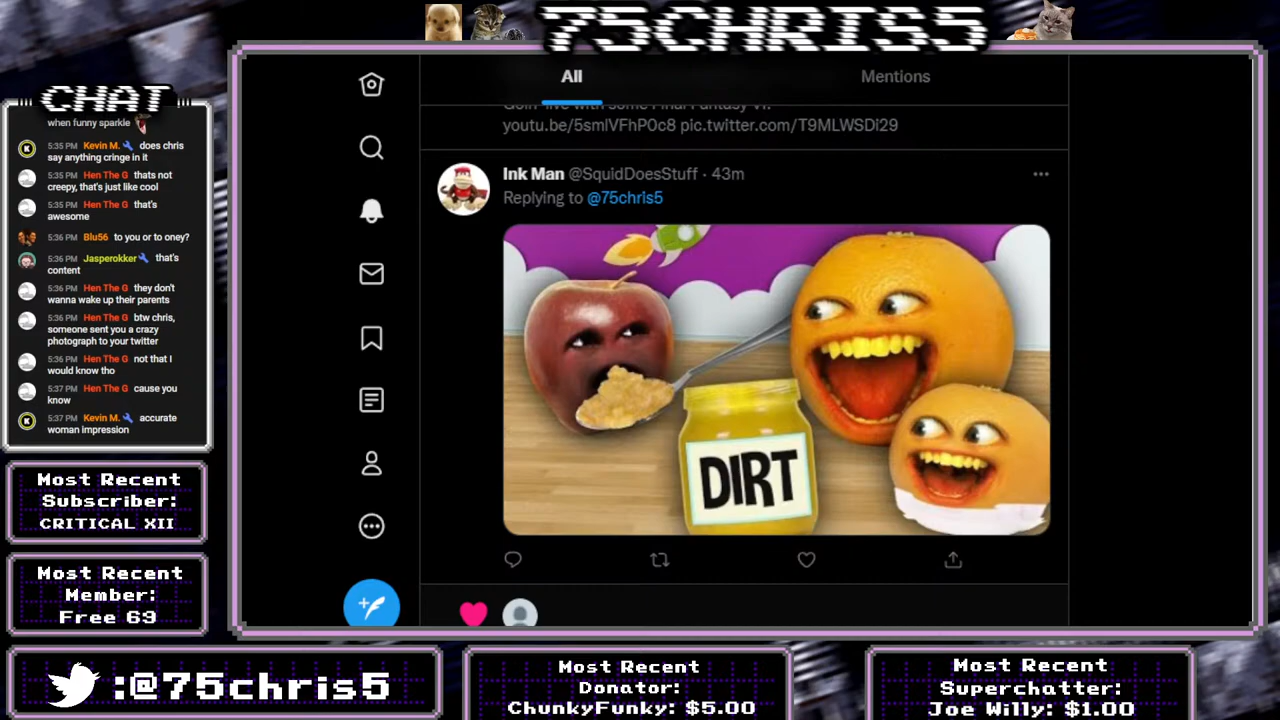 75CHRIS5
CHAT
when funny sparkle
5:35 PM Kevin M. does chris
say anything cringe in it
5:35 PM Hen The G thats not
creepy, that's just like cool
5:35 PM Hen The G that's
awesome
5:36 PM Blu56 to you or to oney?
5:36 PM Jasperokker that's
content
5:36 PM Hen The G they don't
wanna wake up their parents
5:36 PM Hen The G btw chris,
someone sent you a crazy
photograph to your twitter
5:36 PM Hen The G not that I
would know tho
5:37 PM Hen The G cause you
know
5:37 PM Kevin M. accurate
woman impression
Most Recent
Subscriber:
CRITICAL XII
Most Recent
Member:
Free 69
:@75chris5
All
Mentions
Goin' live with some Final Fantasy VI!
youtu.be/5smlVFhP0c8 pic.twitter.com/T9MLWSDi29
Ink Man @SquidDoesStuff · 43m
Replying to @75chris5
DIRT
Most Recent
Donator:
ChunkyFunky: $5.00
Most Recent
Superchatter:
Joe Willy: $1.00